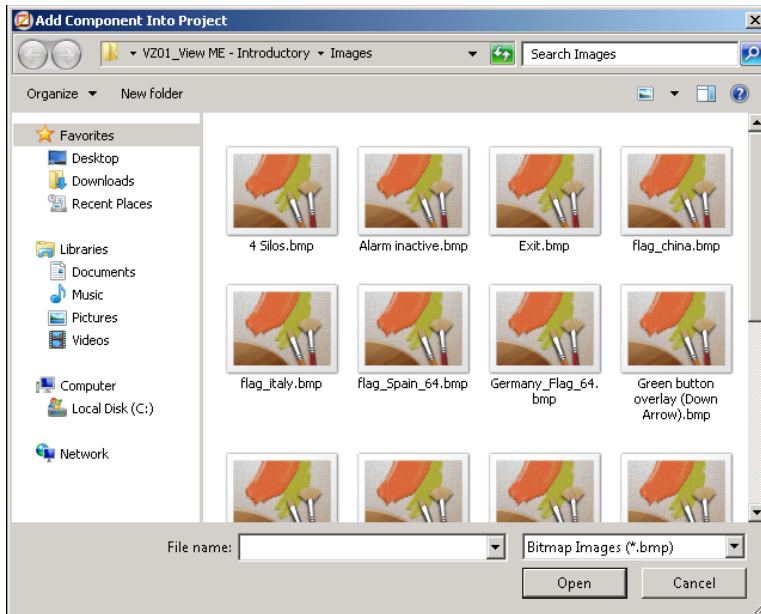 Add Component Into Project
VZ01_View ME - Introductory
Images
Search Images
Organize
New folder
Favorites
Desktop
Downloads
Recent Places
Libraries
Documents
Music
Pictures
Videos
Computer
Local Disk (C:)
Network
4 Silos.bmp
Alarm inactive.bmp
Exit.bmp
flag_china.bmp
flag_italy.bmp
flag_Spain_64.bmp
Germany_Flag_64.
bmp
Green button
overlay (Down
Arrow).bmp
File name:
Bitmap Images (*.bmp)
Open
Cancel